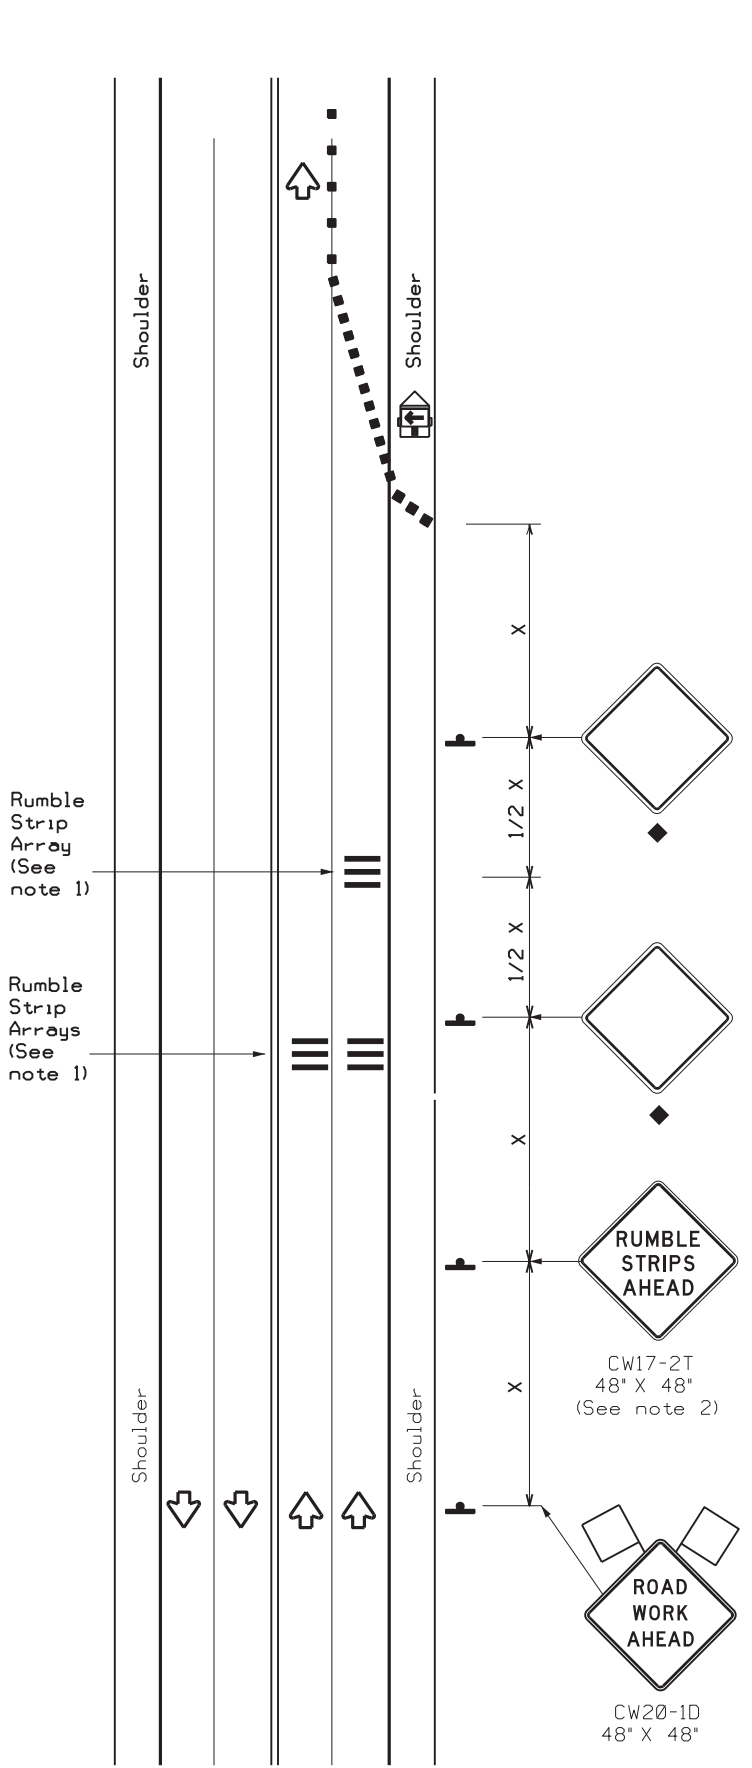 Shoulder
Shoulder
X
Rumble
Strip
Array
(See
note 1)
1/2 X
1/2 X
Rumble
Strip
Arrays
(See
note 1)
X
RUMBLE
STRIPS
AHEAD
CW17-2T
48" X 48"
(See note 2)
X
Shoulder
Shoulder
ROAD
WORK
AHEAD
CW20-1D
48" X 48"